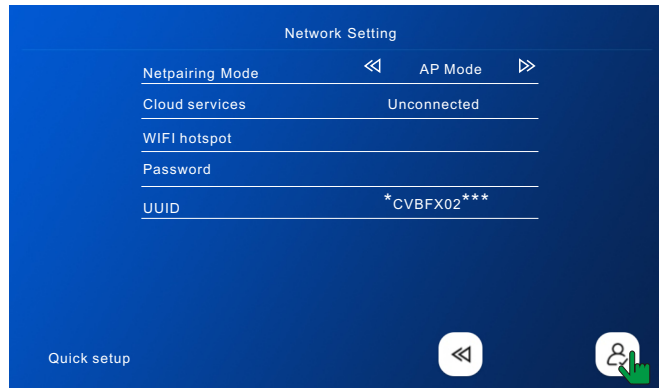 Network Setting
Netpairing Mode AP Mode
Cloud services Unconnected
WIFI hotspot
Password
UUID *CVBFX02***
Quick setup